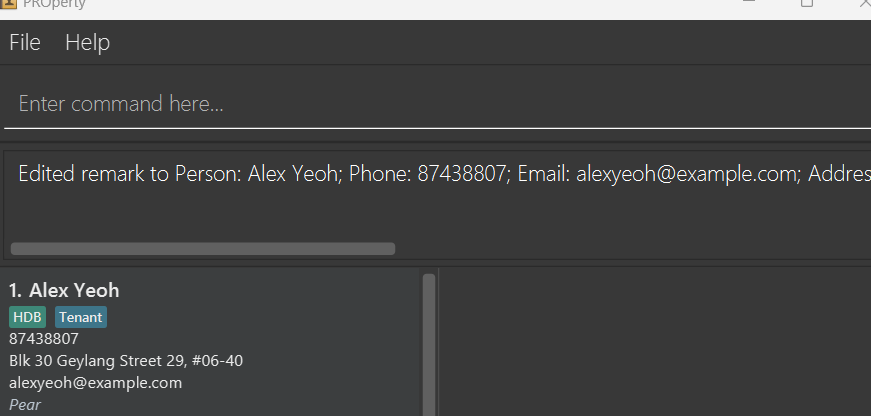 PROperty
File Help
Enter command here...
Edited remark to Person: Alex Yeoh; Phone: 87438807; Email: alexyeoh@example.com; Addres
1. Alex Yeoh
HDB Tenant
87438807
Blk 30 Geylang Street 29, #06-40
alexyeoh@example.com
Pear